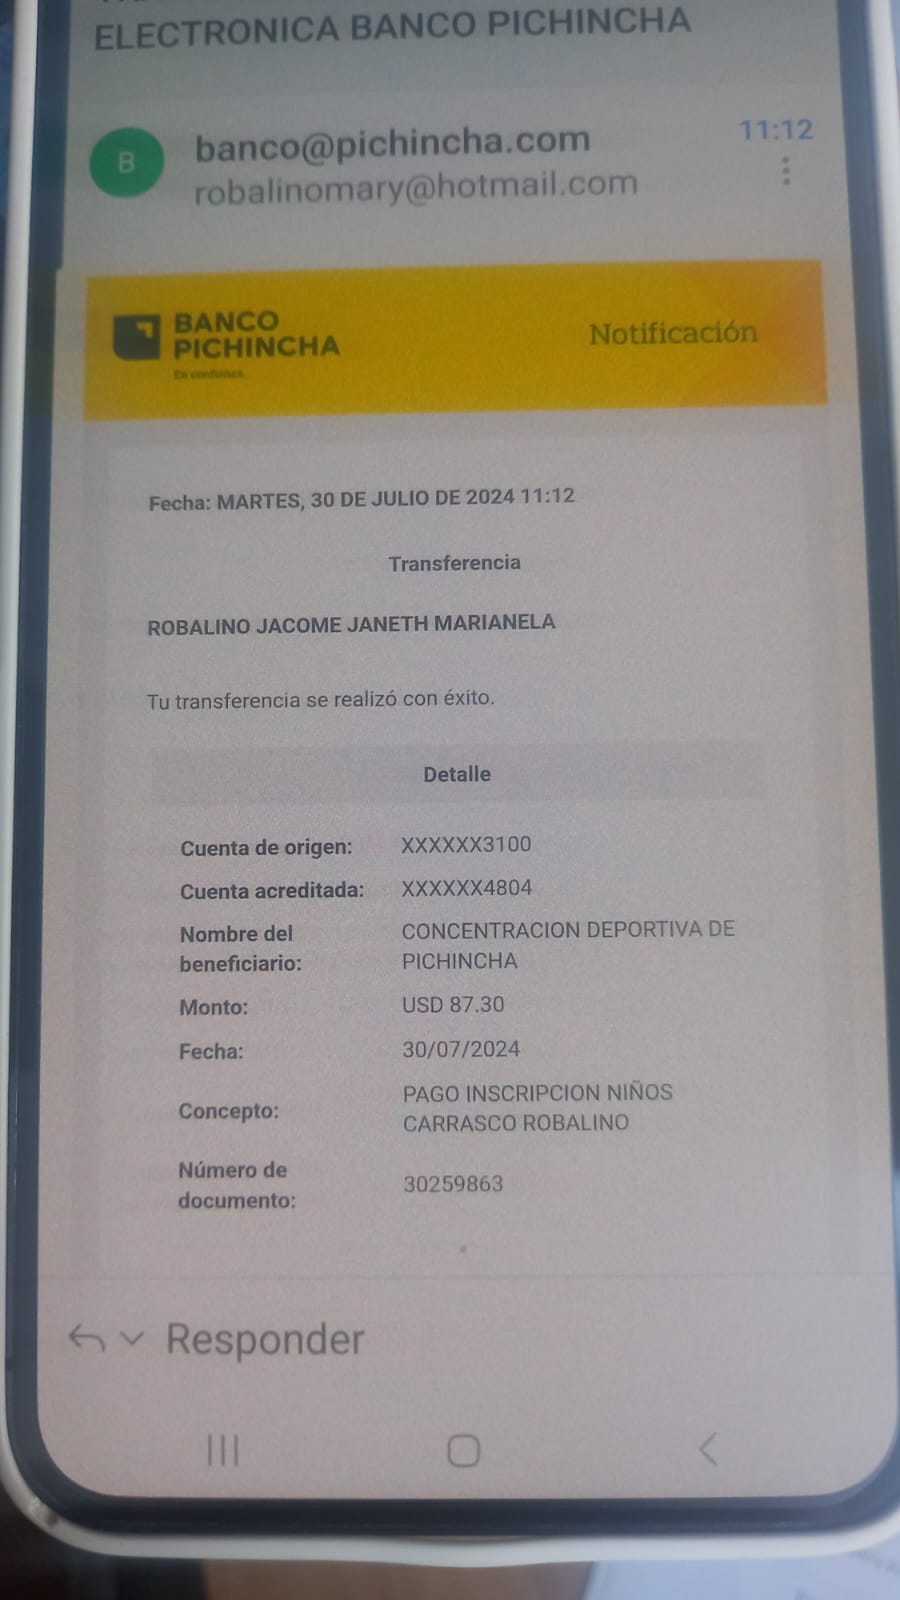 ELECTRONICA BANCO PICHINCHA
B
banco@pichincha.com
11:12
robalinomary@hotmail.com
BANCO
PICHINCHA
En confianza.
Notificación
Fecha: MARTES, 30 DE JULIO DE 2024 11:12
Transferencia
ROBALINO JACOME JANETH MARIANELA
Tu transferencia se realizó con éxito.
Detalle
Cuenta de origen: XXXXXX3100
Cuenta acreditada: XXXXXX4804
Nombre del CONCENTRACION DEPORTIVA DE
beneficiario: PICHINCHA
Monto: USD 87.30
Fecha: 30/07/2024
Concepto: PAGO INSCRIPCION NIÑOS
CARRASCO ROBALINO
Número de
documento: 30259863
Responder